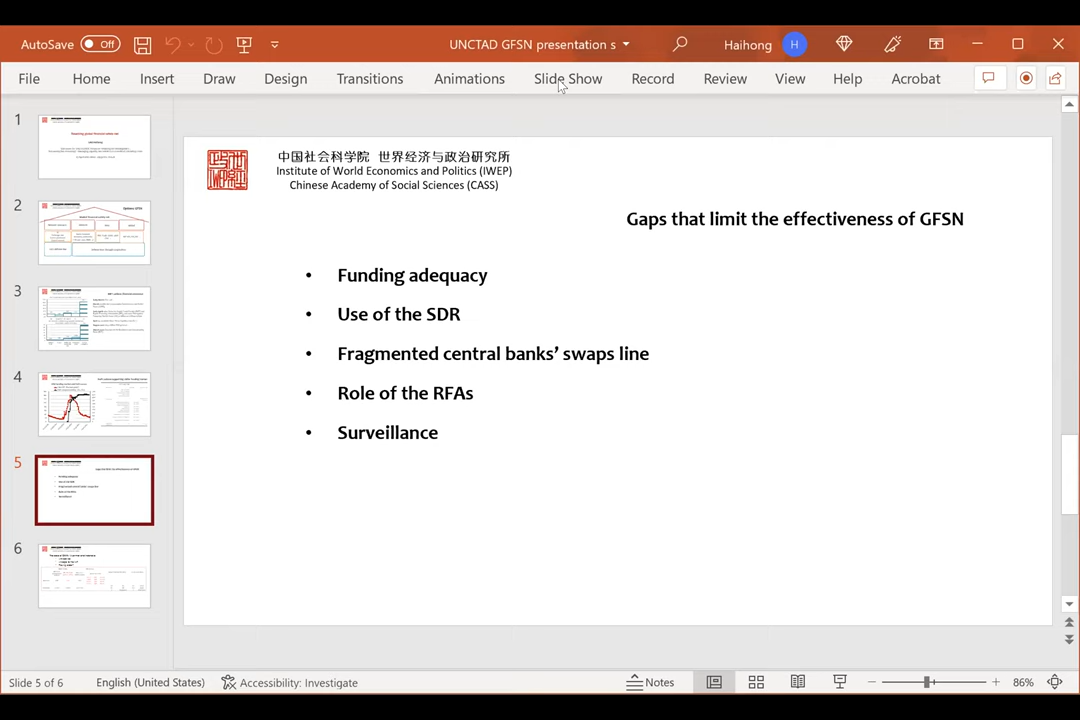 AutoSave Off
UNCTAD GFSN presentation s
Haihong H
File Home Insert Draw Design Transitions Animations Slide Show Record Review View Help Acrobat
1
2
3
4
5
6
中国社会科学院 世界经济与政治研究所
Institute of World Economics and Politics (IWEP)
Chinese Academy of Social Sciences (CASS)
Gaps that limit the effectiveness of GFSN
• Funding adequacy
• Use of the SDR
• Fragmented central banks’ swaps line
• Role of the RFAs
• Surveillance
Slide 5 of 6 English (United States) Accessibility: Investigate Notes 86%